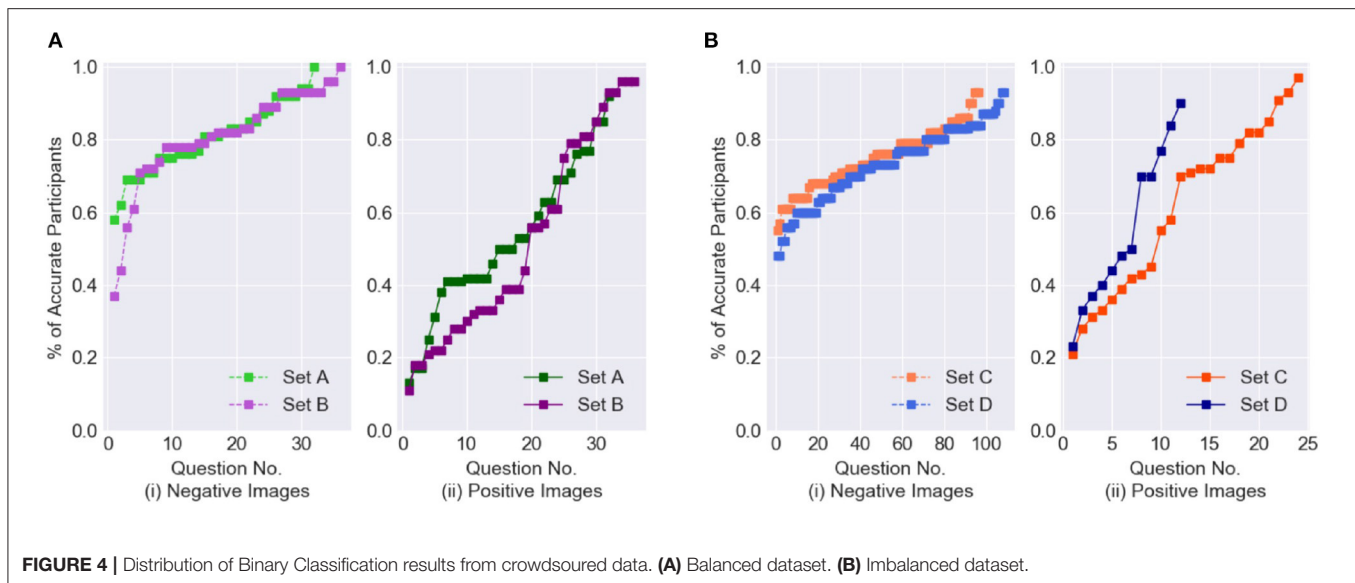 A
B
% of Accurate Participants
1.0
0.8
0.6
0.4
0.2
0.0
Set A
Set B
0 10 20 30
Question No.
(i) Negative Images
1.0
0.8
0.6
0.4
0.2
0.0
Set A
Set B
0 10 20 30
Question No.
(ii) Positive Images
% of Accurate Participants
1.0
0.8
0.6
0.4
0.2
0.0
Set C
Set D
0 20 40 60 80 100
Question No.
(i) Negative Images
1.0
0.8
0.6
0.4
0.2
0.0
Set C
Set D
0 5 10 15 20 25
Question No.
(ii) Positive Images
FIGURE 4 | Distribution of Binary Classification results from crowdsoured data. (A) Balanced dataset. (B) Imbalanced dataset.